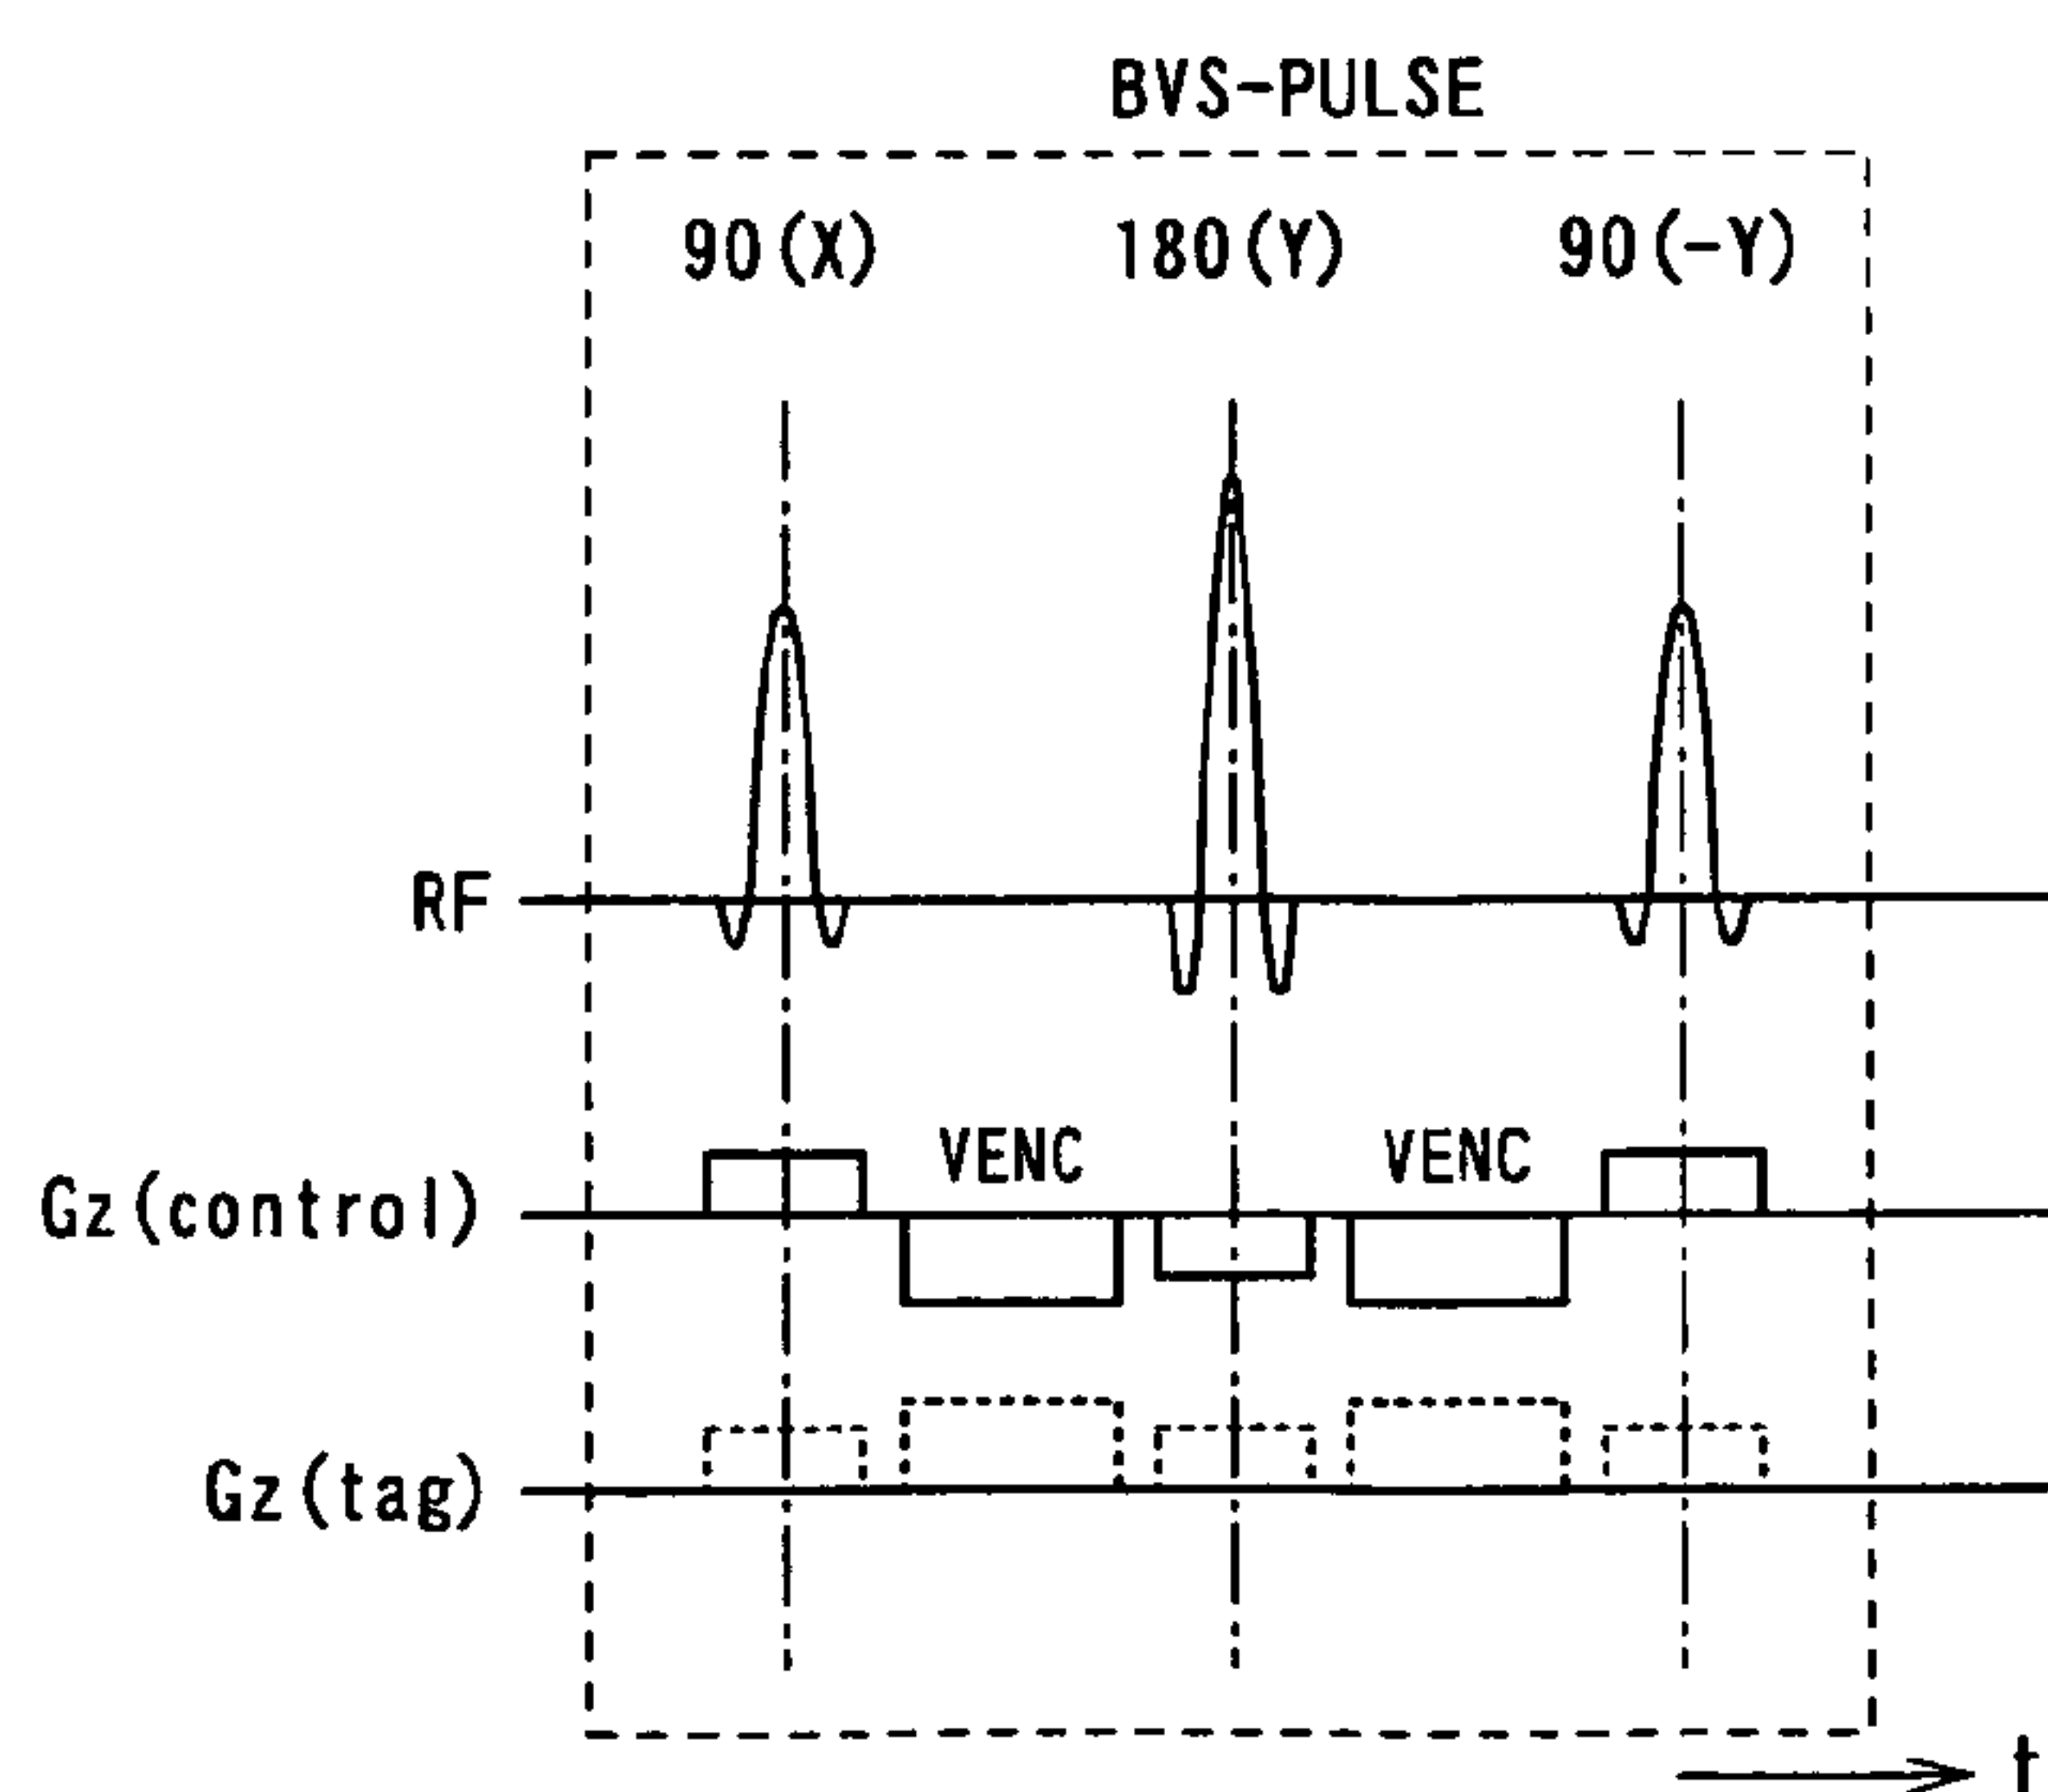 BVS-PULSE
90(X) 180(Y) 90(-Y)
RF
VENC VENC
Gz(control)
Gz(tag)
t